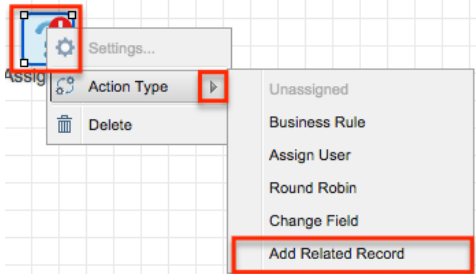 Settings...
Assig
Action Type
Unassigned
Delete
Business Rule
Assign User
Round Robin
Change Field
Add Related Record